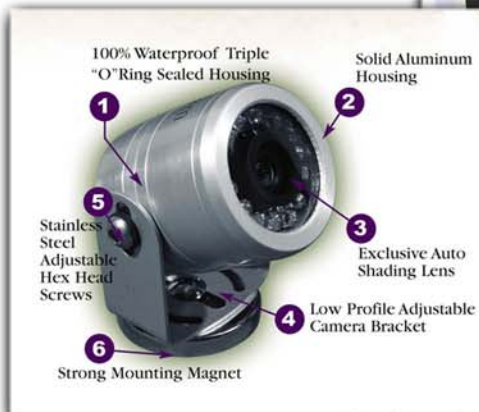 100% Waterproof Triple
“O”Ring Sealed Housing
1
Solid Aluminum
Housing
2
3
Exclusive Auto
Shading Lens
5
Stainless
Steel
Adjustable
Hex Head
Screws
4
Low Profile Adjustable
Camera Bracket
6
Strong Mounting Magnet